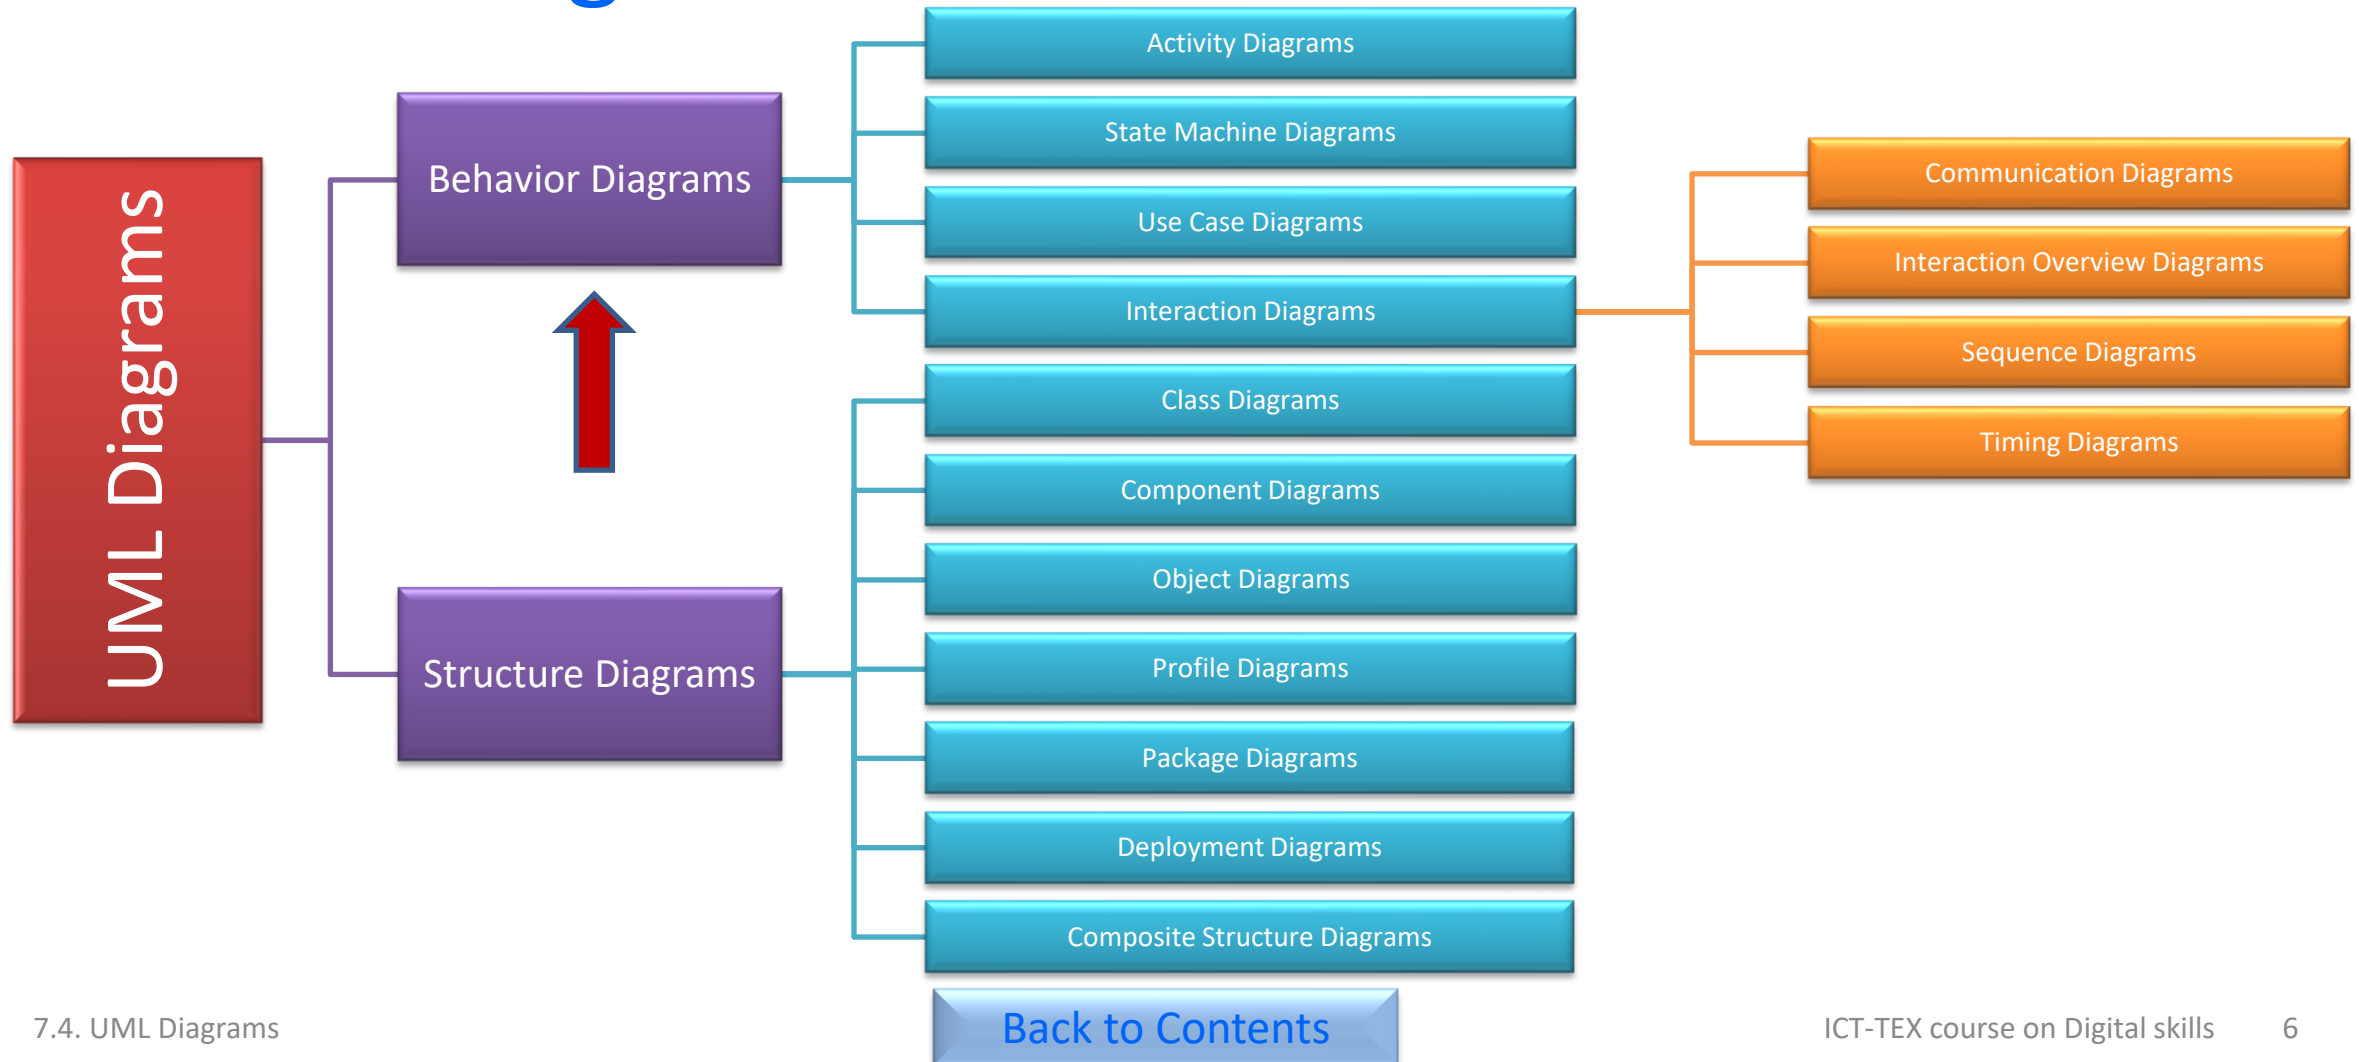 UML Diagrams
Behavior Diagrams
Activity Diagrams
State Machine Diagrams
Use Case Diagrams
Interaction Diagrams
Communication Diagrams
Interaction Overview Diagrams
Sequence Diagrams
Timing Diagrams
Structure Diagrams
Class Diagrams
Component Diagrams
Object Diagrams
Profile Diagrams
Package Diagrams
Deployment Diagrams
Composite Structure Diagrams
Back to Contents
7.4. UML Diagrams
ICT-TEX course on Digital skills 6